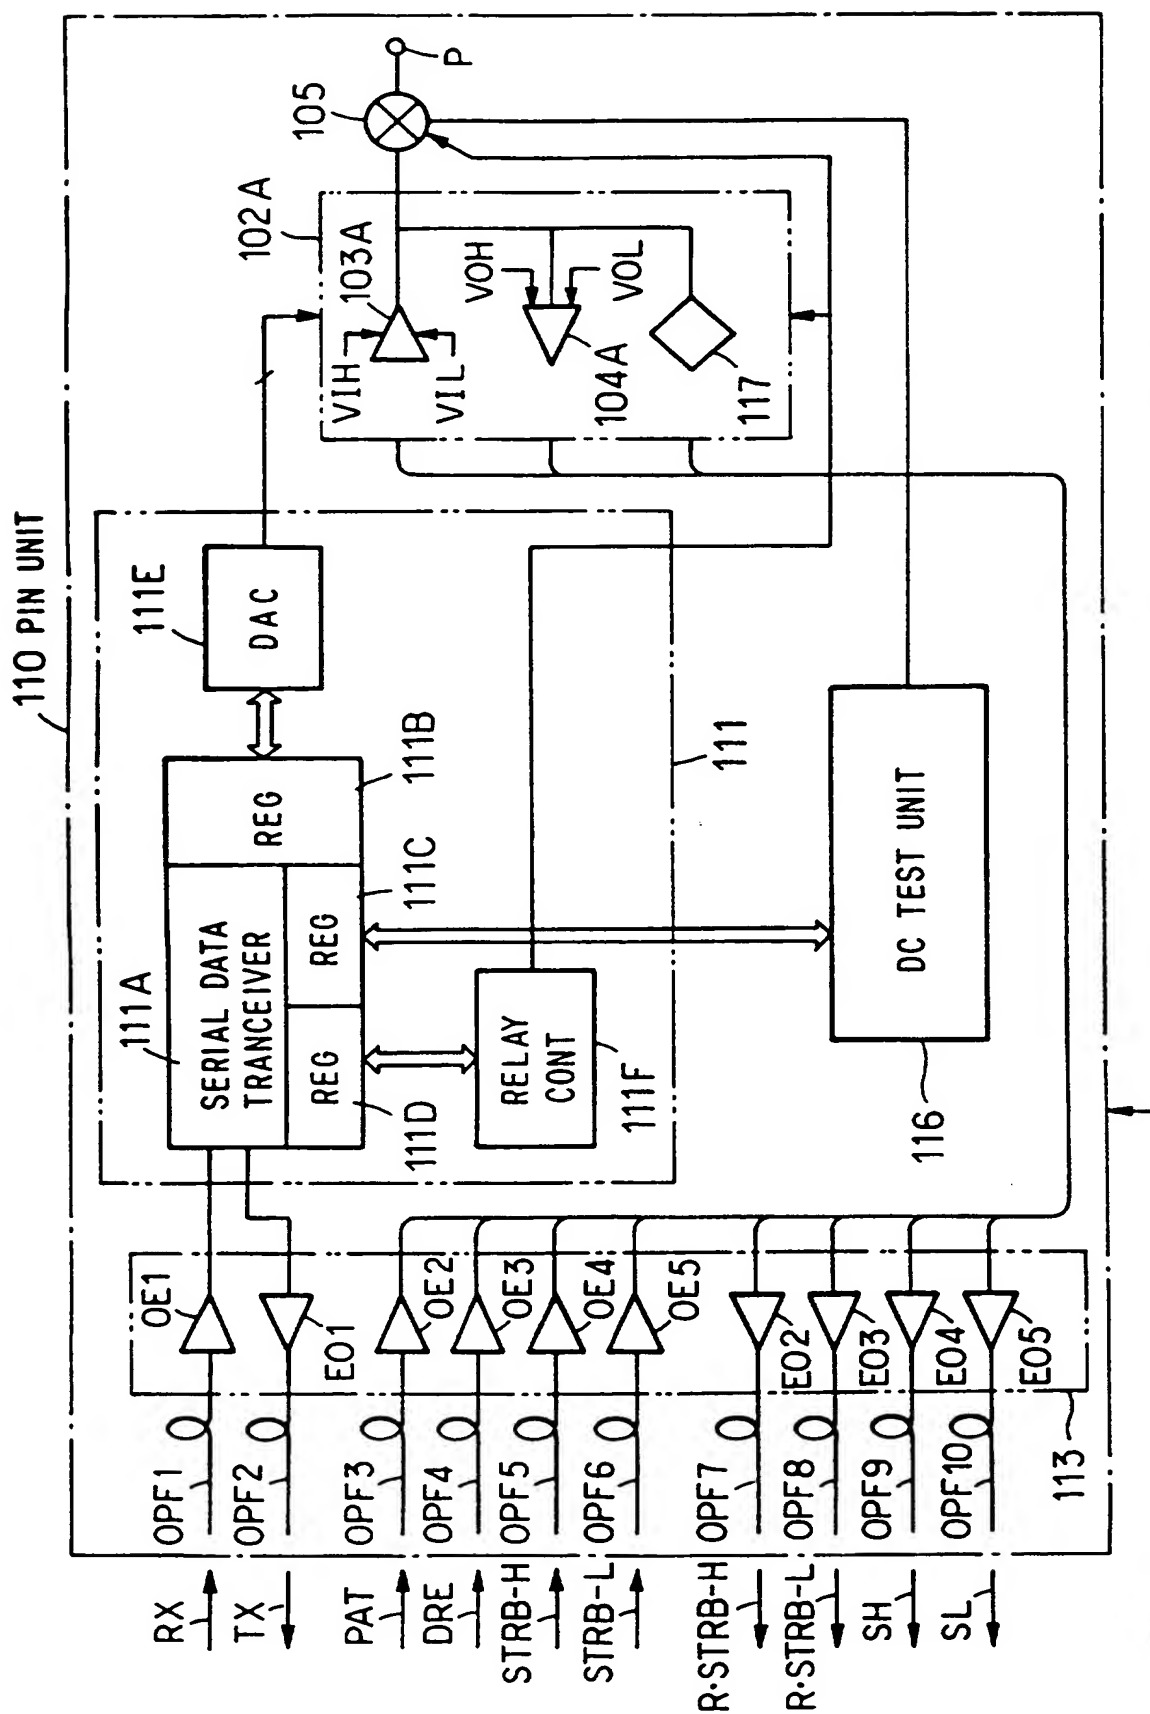 110 PIN UNIT
RX
OPF1
OE1
111A
SERIAL DATA
TRANCEIVER
REG
111B
111E
DAC
TX
OPF2
EO1
REG
111D
REG
111C
RELAY
CONT
111F
111
102A
VIH
VIL
103A
105
P
VOH
VOL
104A
117
PAT
OPF3
OE2
DRE
OPF4
OE3
STRB-H
OPF5
OE4
STRB-L
OPF6
OE5
R·STRB-H
OPF7
EO2
R·STRB-L
OPF8
EO3
SH
OPF9
EO4
SL
OPF10
EO5
113
DC TEST UNIT
116